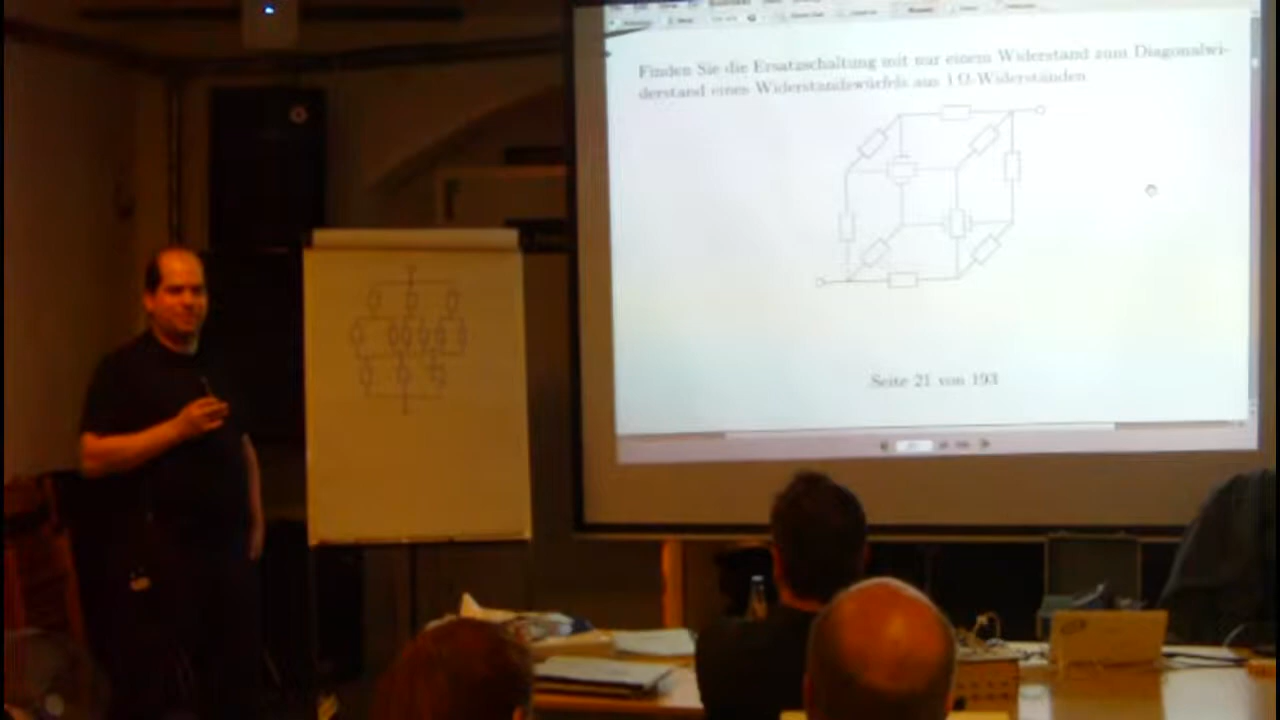 Finden Sie die Ersatzschaltung mit nur einem Widerstand zum Diagonalwi-
derstand eines Widerstandswürfels aus 1 Ω-Widerständen
Seite 21 von 193